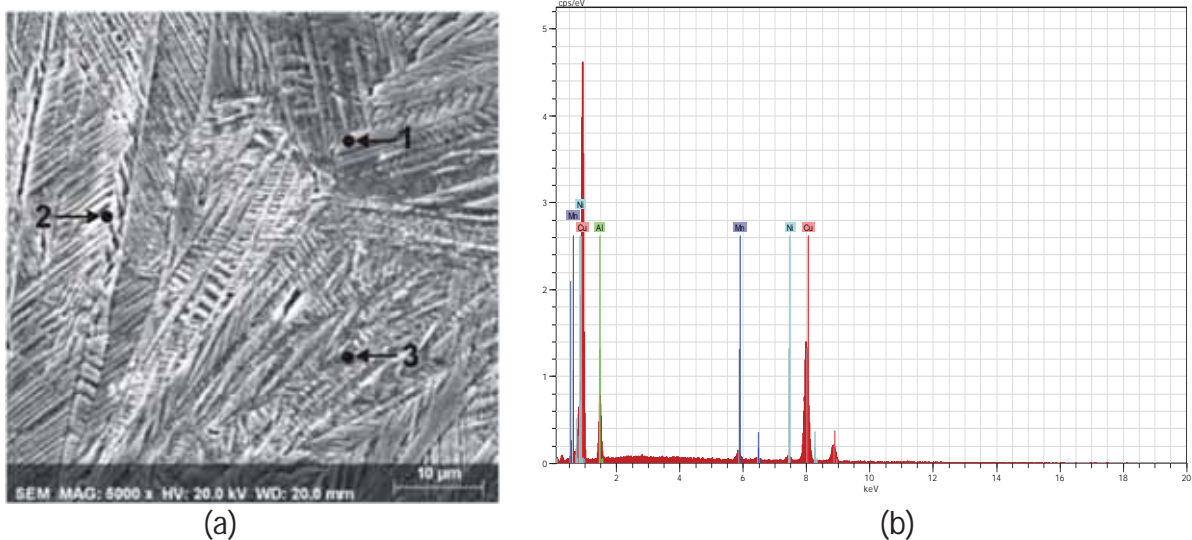 1
2
3
10 µm
SEM MAG: 5000 x HV: 20.0 kV WD: 20.0 mm
(a)
cps/eV
5
4
3
2
1
0
Ni
Mn
Cu Al
Mn Ni Cu
2 4 6 8 10 12 14 16 18 20
keV
(b)